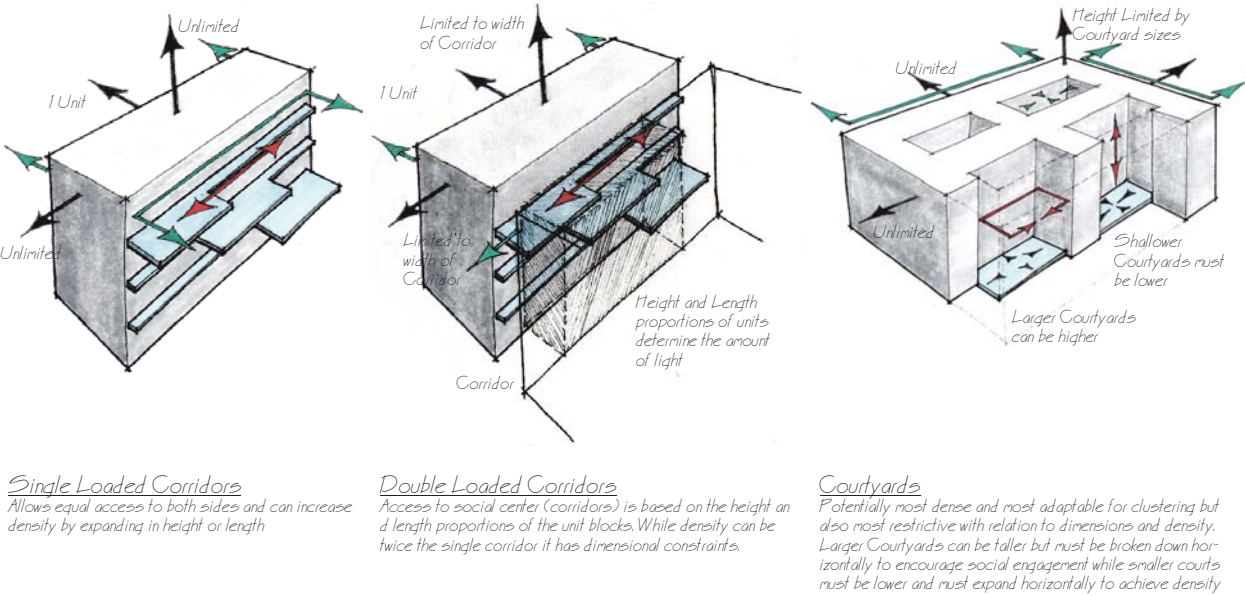 Unlimited
1 Unit
Unlimited
Single Loaded Corridors
Allows equal access to both sides and can increase
density by expanding in height or length
Limited to width
of Corridor
1 Unit
Limited to
width of
Corridor
Height and Length
proportions of units
determine the amount
of light
Corridor
Double Loaded Corridors
Access to social center (corridors) is based on the height an
d length proportions of the unit blocks. While density can be
twice the single corridor it has dimensional constraints.
Height Limited by
Courtyard sizes
Unlimited
Unlimited
Shallower
Courtyards must
be lower
Larger Courtyards
can be higher
Courtyards
Potentially most dense and most adaptable for clustering but
also most restrictive with relation to dimensions and density.
Larger Courtyards can be taller but must be broken down hor-
izontally to encourage social engagement while smaller courts
must be lower and must expand horizontally to achieve density